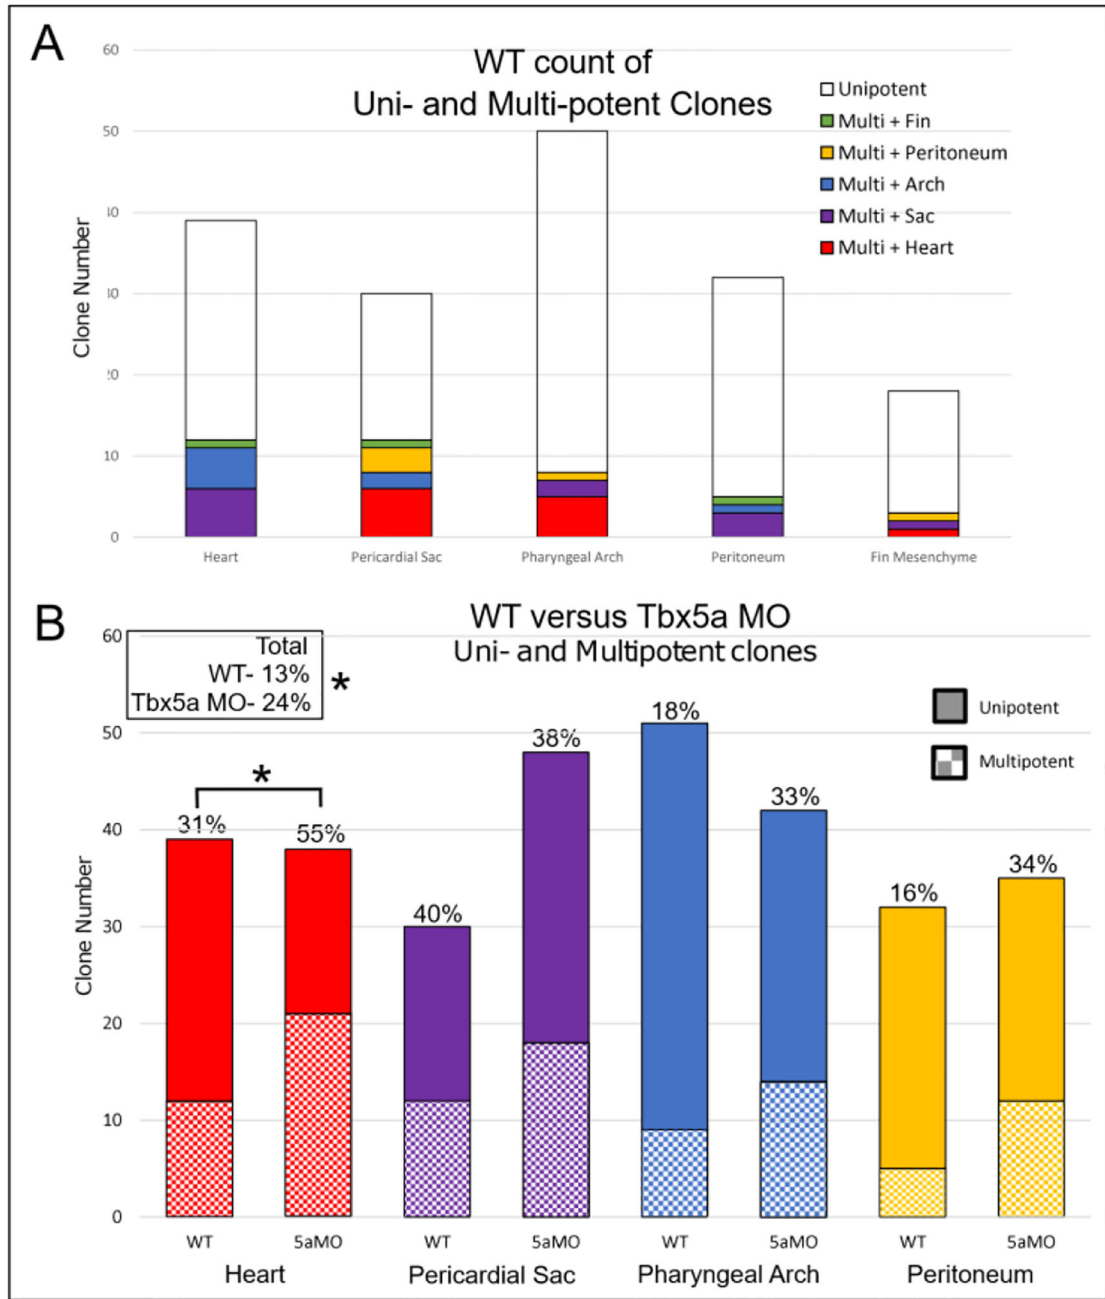 A
WT count of
Uni- and Multi-potent Clones
Unipotent
Multi + Fin
Multi + Peritoneum
Multi + Arch
Multi + Sac
Multi + Heart
Clone Number
60
50
40
30
20
10
0
Heart
Pericardial Sac
Pharyngeal Arch
Peritoneum
Fin Mesenchyme
B
WT versus Tbx5a MO
Uni- and Multipotent clones
Total
WT- 13%
Tbx5a MO- 24%
*
Unipotent
Multipotent
Clone Number
60
50
40
30
20
10
0
*
31%
55%
40%
38%
18%
33%
16%
34%
WT
5aMO
WT
5aMO
WT
5aMO
WT
5aMO
Heart
Pericardial Sac
Pharyngeal Arch
Peritoneum